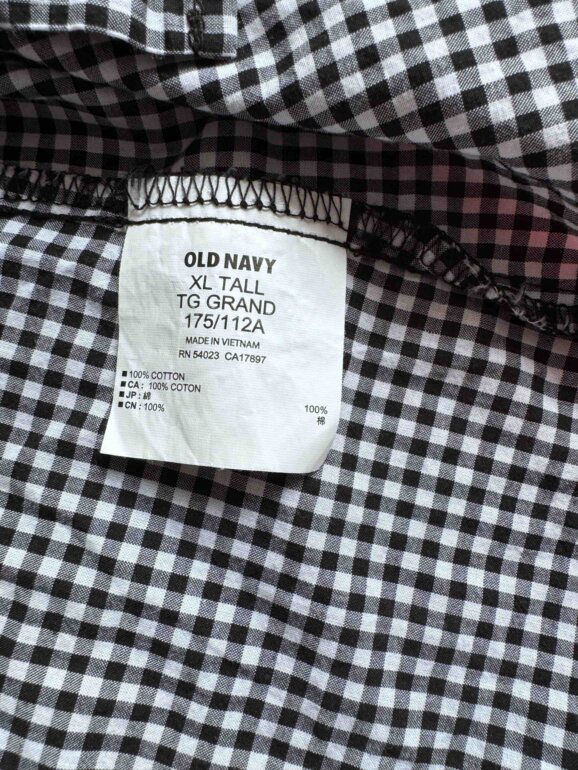 OLD NAVY
XL TALL
TG GRAND
175/112A
MADE IN VIETNAM
RN 54023 CA17897
■100% COTTON
■CA : 100% COTON
■JP : 綿
■CN : 100% 100%
棉